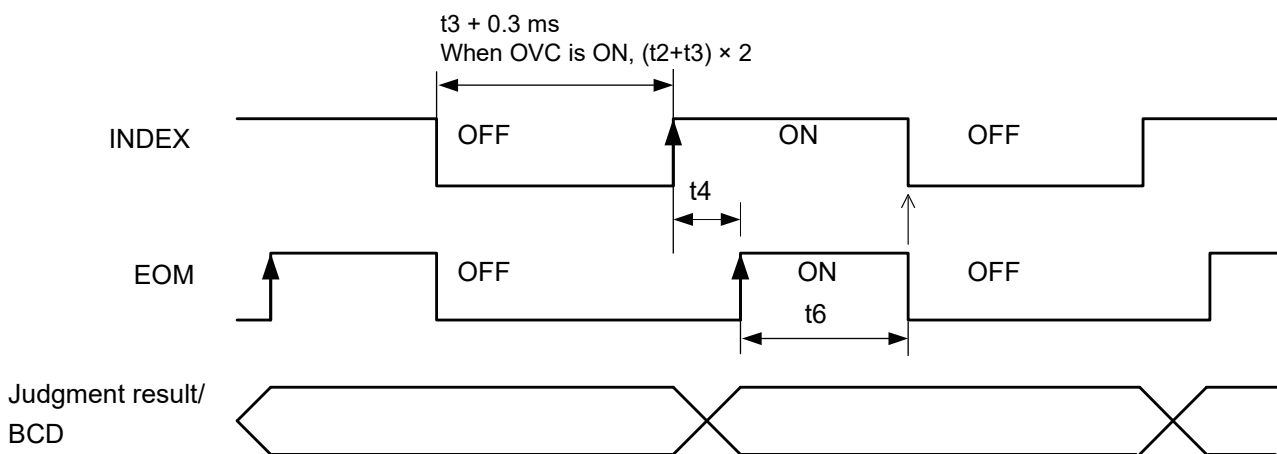 t3 + 0.3 ms
When OVC is ON, (t2+t3) × 2
INDEX
OFF
ON
OFF
t4
EOM
OFF
ON
OFF
t6
Judgment result/
BCD